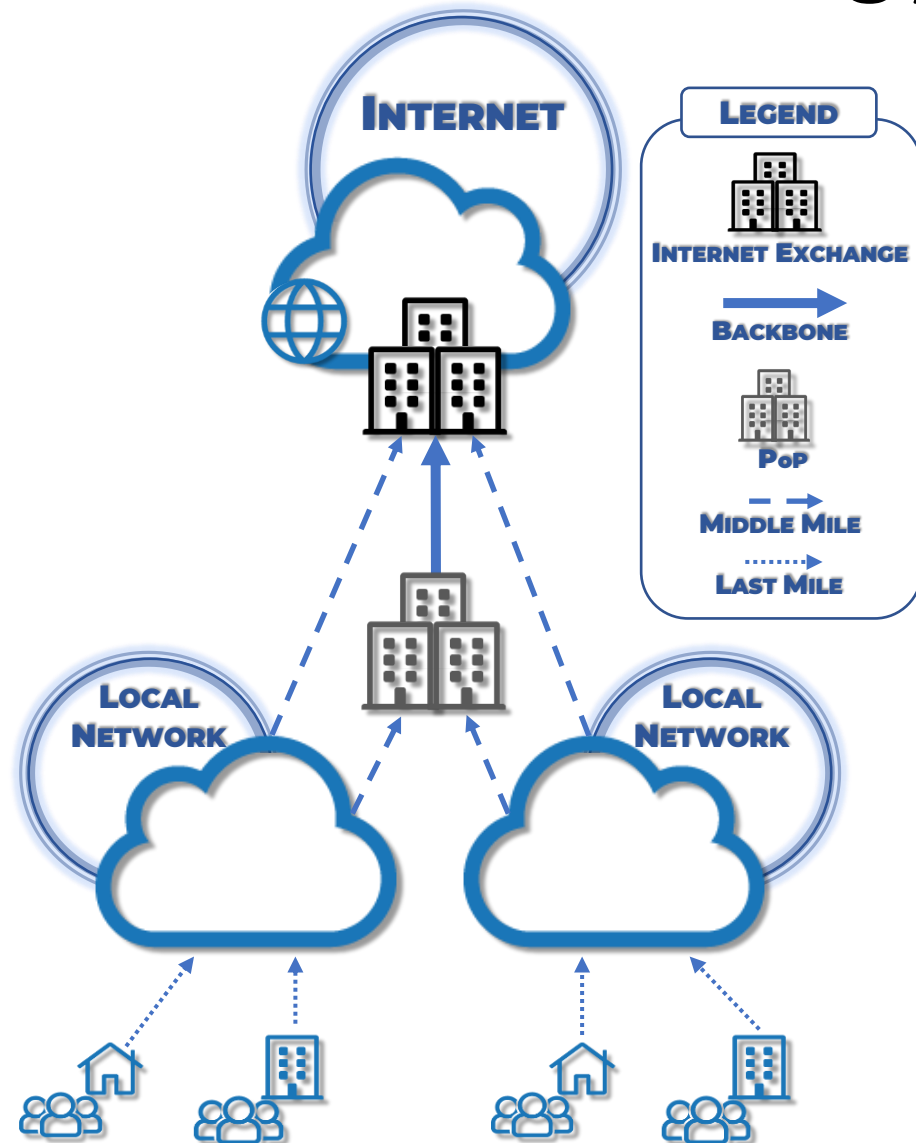 INTERNET
LEGEND
INTERNET EXCHANGE
BACKBONE
PoP
MIDDLE MILE
LAST MILE
LOCAL
NETWORK
LOCAL
NETWORK